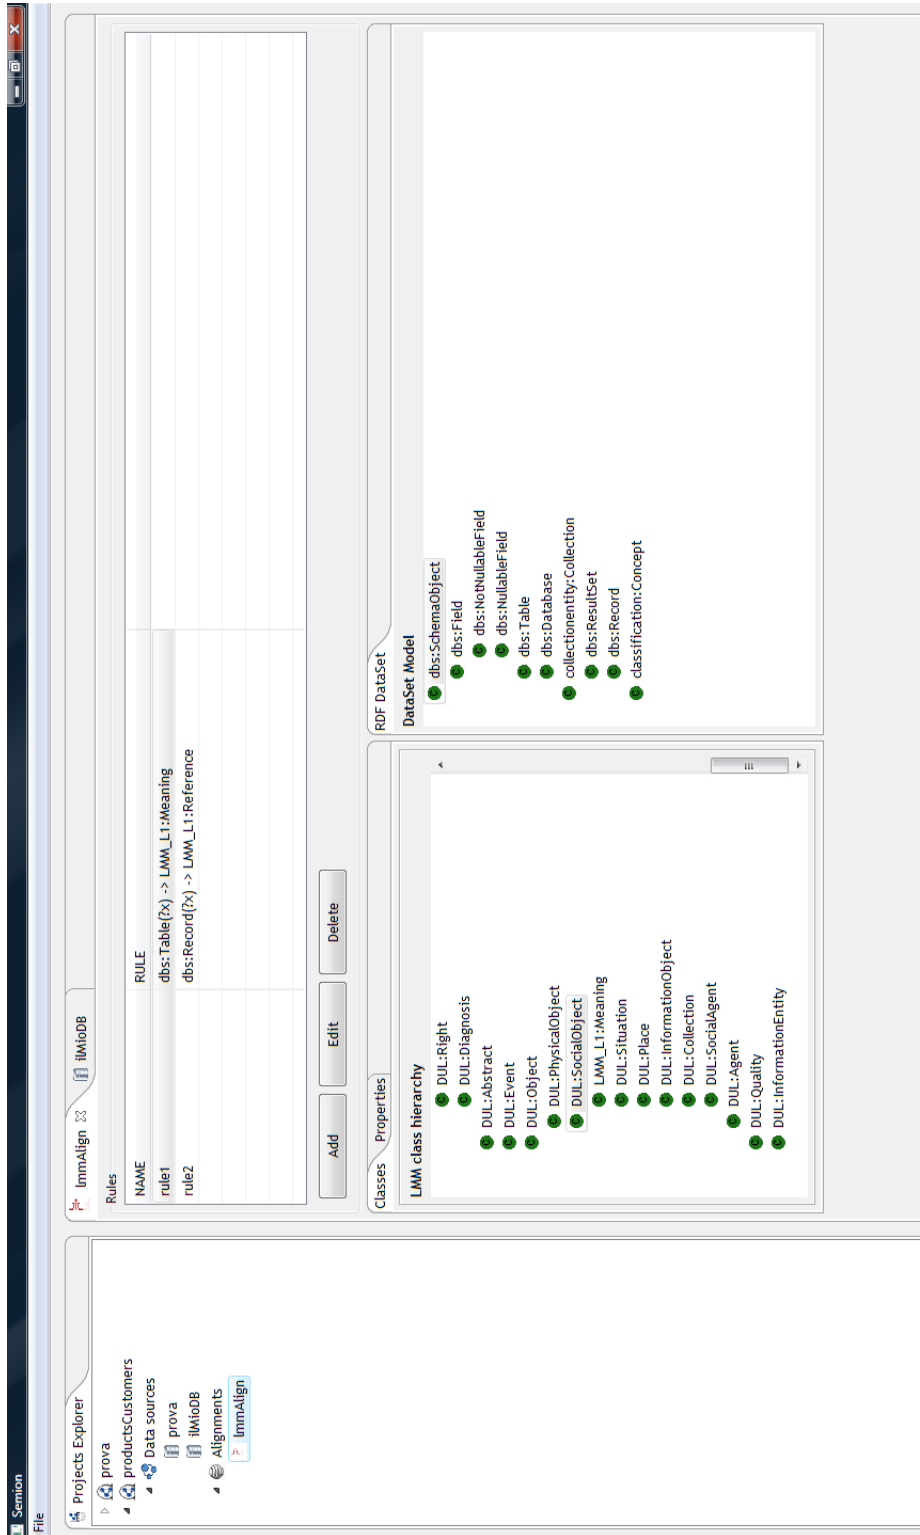 Semion
File
Projects Explorer
prova
productsCustomers
Data sources
prova
ilMioDB
Alignments
lmmAlign
lmmAlign
ilMioDB
Rules
NAME RULE
rule1 dbs:Table(?x) -> LMM_L1:Meaning
rule2 dbs:Record(?x) -> LMM_L1:Reference
Add Edit Delete
Classes Properties
LMM class hierarchy
DUL:Right
DUL:Diagnosis
DUL:Abstract
DUL:Event
DUL:Object
DUL:PhysicalObject
DUL:SocialObject
LMM_L1:Meaning
DUL:Situation
DUL:Place
DUL:InformationObject
DUL:Collection
DUL:SocialAgent
DUL:Agent
DUL:Quality
DUL:InformationEntity
RDF DataSet
DataSet Model
dbs:SchemaObject
dbs:Field
dbs:NotNullableField
dbs:NullableField
dbs:Table
dbs:Database
collectionentity:Collection
dbs:ResultSet
dbs:Record
classification:Concept